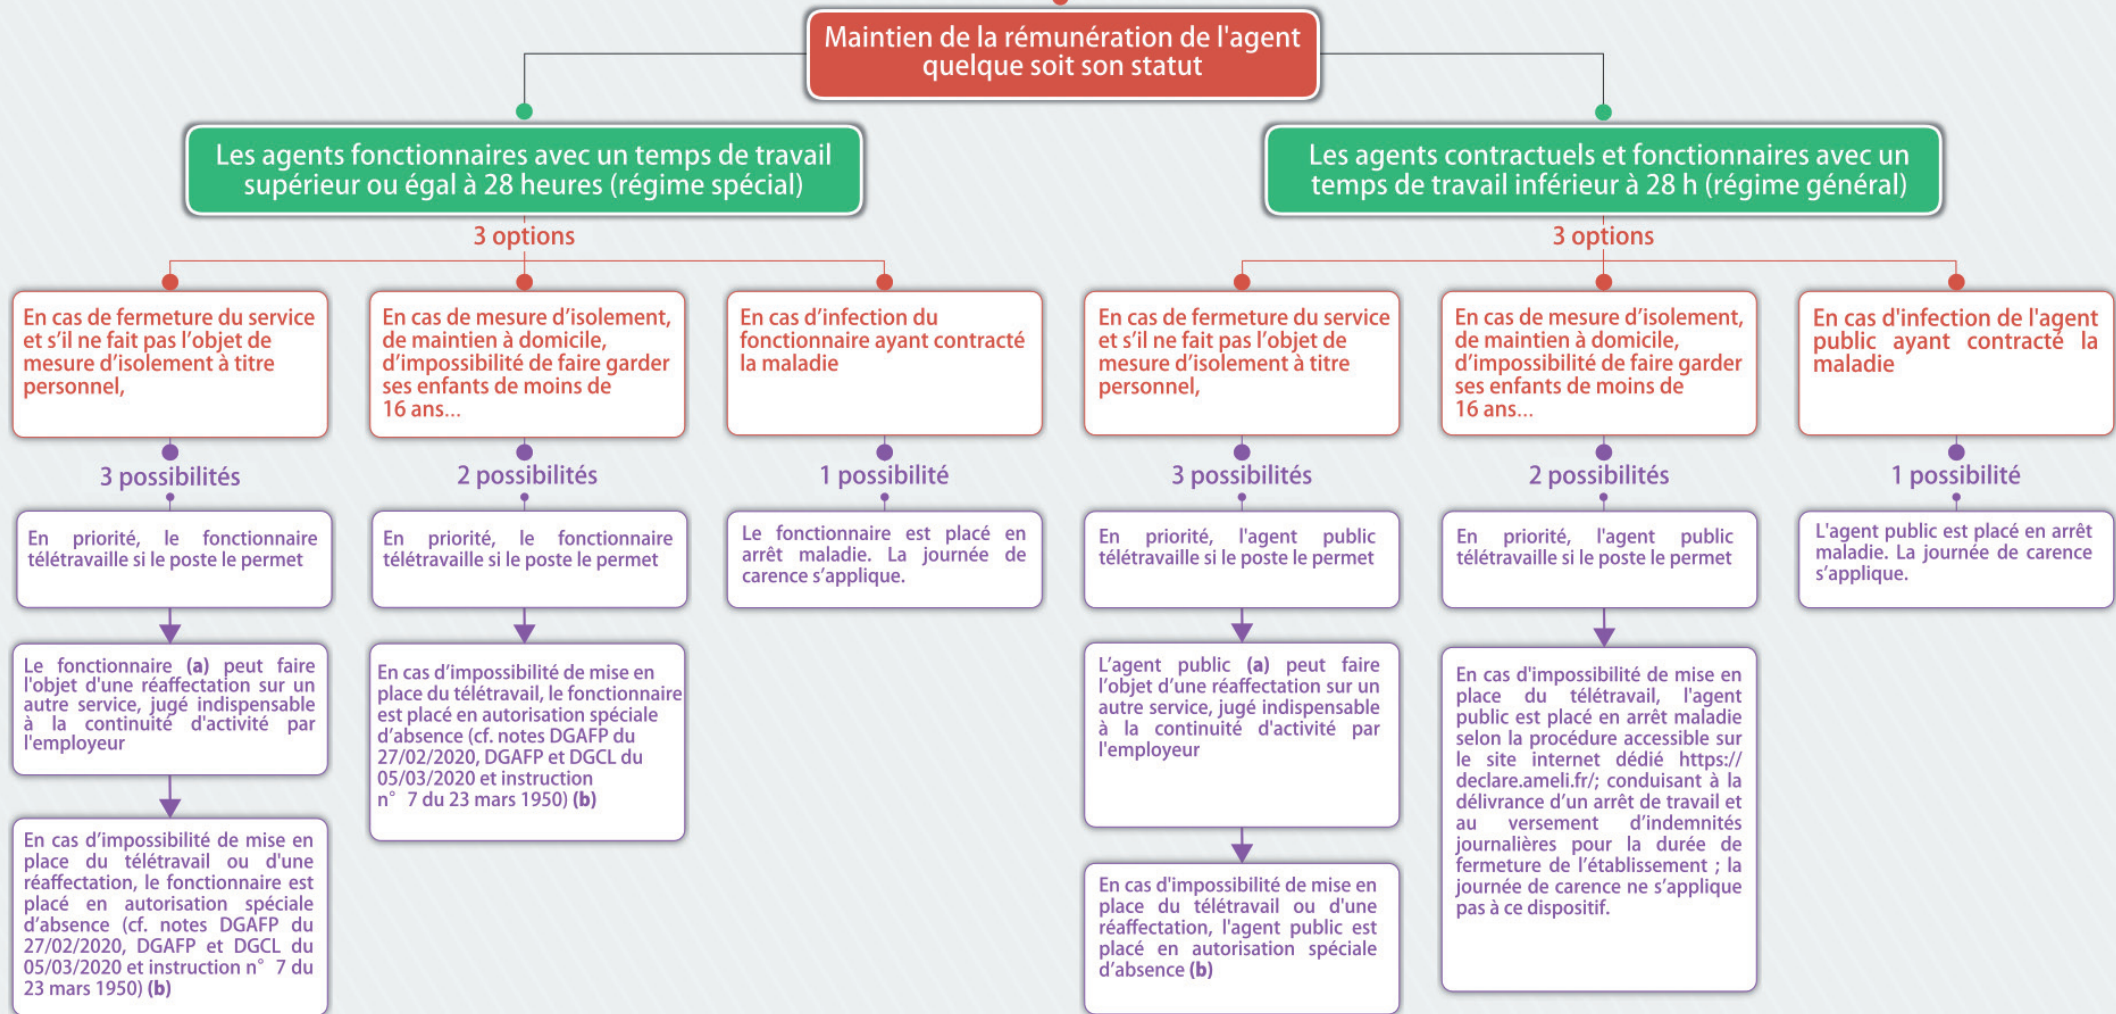 Maintien de la rémunération de l'agent
quelque soit son statut
Les agents fonctionnaires avec un temps de travail
supérieur ou égal à 28 heures (régime spécial)
3 options
En cas de fermeture du service
et s'il ne fait pas l'objet de
mesure d'isolement à titre
personnel,
3 possibilités
En priorité, le fonctionnaire
télétravaille si le poste le permet
Le fonctionnaire (a) peut faire
l'objet d'une réaffectation sur un
autre service, jugé indispensable
à la continuité d'activité par
l'employeur
En cas d'impossibilité de mise en
place du télétravail ou d'une
réaffectation, le fonctionnaire est
placé en autorisation spéciale
d'absence (cf. notes DGAFP du
27/02/2020, DGAFP et DGCL du
05/03/2020 et instruction n° 7 du
23 mars 1950) (b)
En cas de mesure d'isolement,
de maintien à domicile,
d'impossibilité de faire garder
ses enfants de moins de
16 ans...
2 possibilités
En priorité, le fonctionnaire
télétravaille si le poste le permet
En cas d'impossibilité de mise en
place du télétravail, le fonctionnaire
est placé en autorisation spéciale
d'absence (cf. notes DGAFP du
27/02/2020, DGAFP et DGCL du
05/03/2020 et instruction
n° 7 du 23 mars 1950) (b)
En cas d'infection du
fonctionnaire ayant contracté
la maladie
1 possibilité
Le fonctionnaire est placé en
arrêt maladie. La journée de
carence s'applique.
Les agents contractuels et fonctionnaires avec un
temps de travail inférieur à 28 h (régime général)
3 options
En cas de fermeture du service
et s'il ne fait pas l'objet de
mesure d'isolement à titre
personnel,
3 possibilités
En priorité, l'agent public
télétravaille si le poste le permet
L'agent public (a) peut faire
l'objet d'une réaffectation sur un
autre service, jugé indispensable
à la continuité d'activité par
l'employeur
En cas d'impossibilité de mise en
place du télétravail ou d'une
réaffectation, l'agent public est
placé en autorisation spéciale
d'absence (b)
En cas de mesure d'isolement,
de maintien à domicile,
d'impossibilité de faire garder
ses enfants de moins de
16 ans...
2 possibilités
En priorité, l'agent public
télétravaille si le poste le permet
En cas d'impossibilité de mise en
place du télétravail, l'agent
public est placé en arrêt maladie
selon la procédure accessible sur
le site internet dédié https://
declare.ameli.fr/; conduisant à la
délivrance d'un arrêt de travail et
au versement d'indemnités
journalières pour la durée de
fermeture de l'établissement ; la
journée de carence ne s'applique
pas à ce dispositif.
En cas d'infection de l'agent
public ayant contracté la
maladie
1 possibilité
L'agent public est placé en arrêt
maladie. La journée de carence
s'applique.